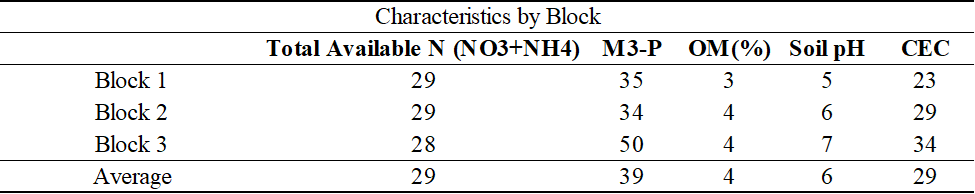 Characteristics by Block
Total Available N (NO3+NH4) M3-P OM(%) Soil pH CEC
Block 1 29 35 3 5 23
Block 2 29 34 4 6 29
Block 3 28 50 4 7 34
Average 29 39 4 6 29